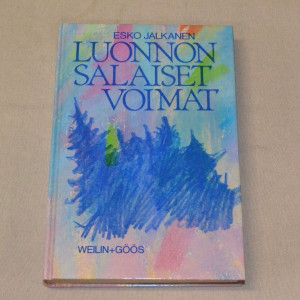 ESKO JALKANEN
LUONNON
SALAISET
VOIMAT
WEILIN+GÖÖS